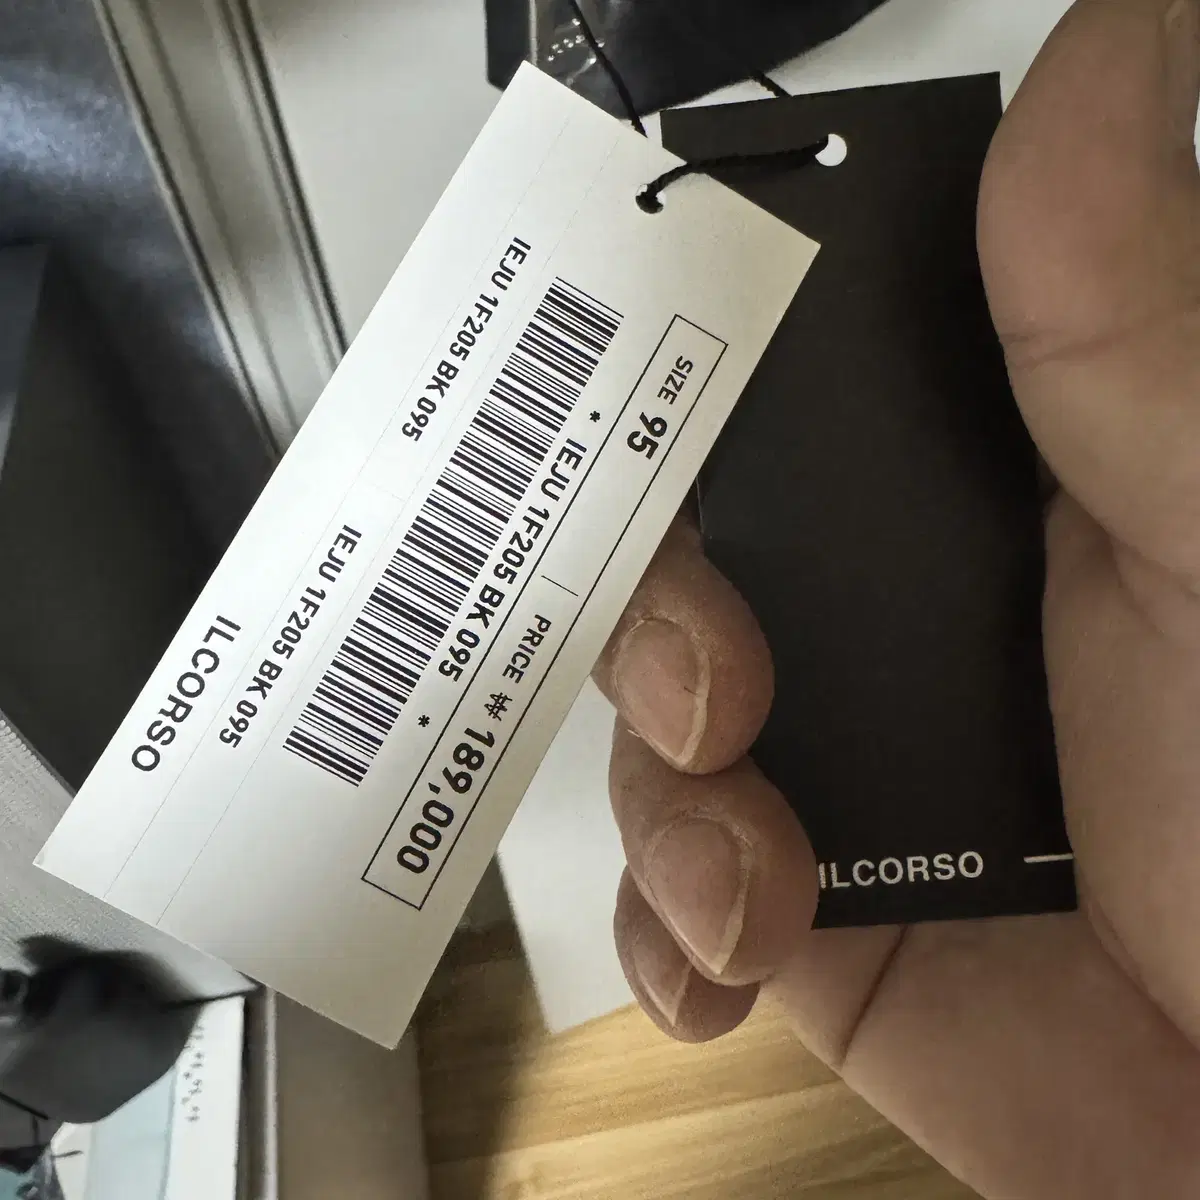 SIZE 95 | PRICE ₩ 189,000
* IEJU 1F205 BK 095 *
IEJU 1F205 BK 095
IEJU 1F205 BK 095
ILCORSO
ILCORSO